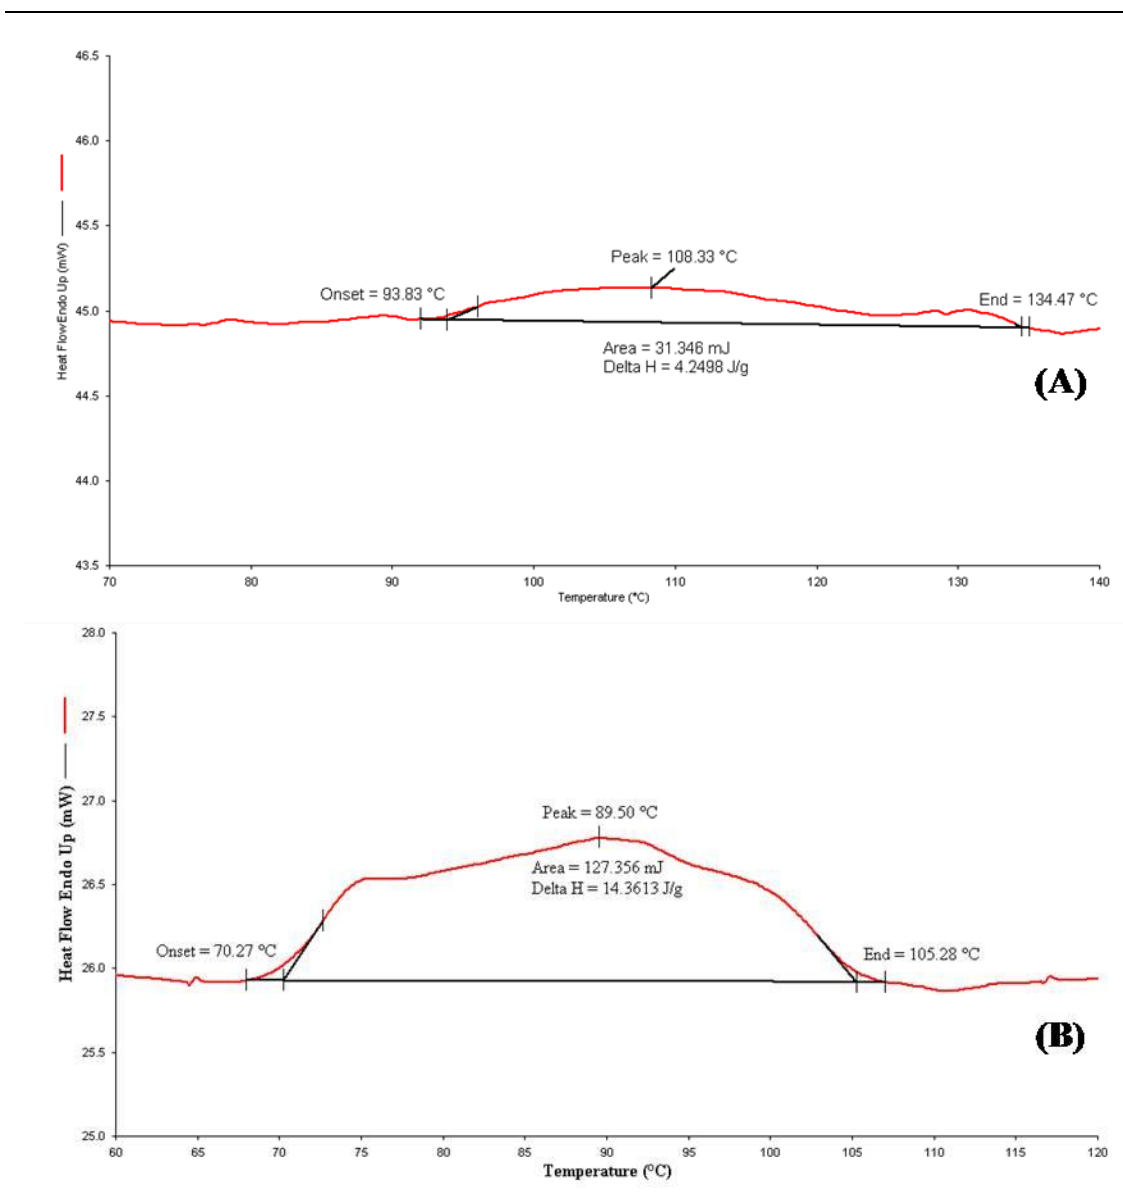 46.5
46.0
45.5
45.0
44.5
44.0
43.5
Heat FlowEndo Up (mW)
Peak = 108.33 °C
Onset = 93.83 °C
End = 134.47 °C
Area = 31.346 mJ
Delta H = 4.2498 J/g
(A)
70 80 90 100 110 120 130 140
Temperature (°C)
28.0
27.5
27.0
26.5
26.0
25.5
25.0
Heat Flow Endo Up (mW)
Peak = 89.50 °C
Area = 127.356 mJ
Delta H = 14.3613 J/g
Onset = 70.27 °C
End = 105.28 °C
(B)
60 65 70 75 80 85 90 95 100 105 110 115 120
Temperature (°C)